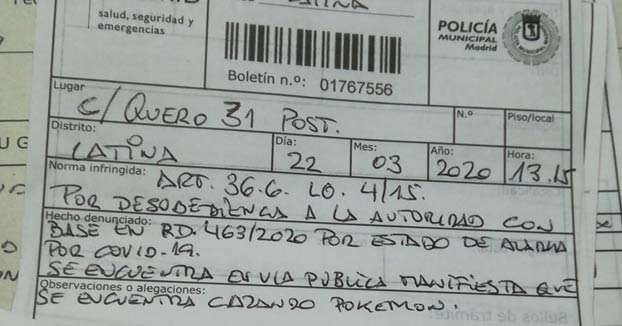 TINA
salud, seguridad y
emergencias
POLICÍA
MUNICIPAL
Madrid
Boletín n.º: 01767556
Lugar
C/ QUERO 31 POST.
N.º
Piso/local
Distrito:
LATINA
Día:
22
Mes:
03
Año:
2020
Hora:
13.15
Norma infringida: ART. 36.6. LO. 4/15.
POR DESOBEDIENCIA A LA AUTORIDAD CON
Hecho denunciado:
BASE EN RD. 463/2020 POR ESTADO DE ALARMA
POR COVID-19.
SE ENCUENTRA EN VIA PUBLICA MANIFIESTA QUE
Observaciones o alegaciones:
SE ENCUENTRA CAZANDO POKEMON.